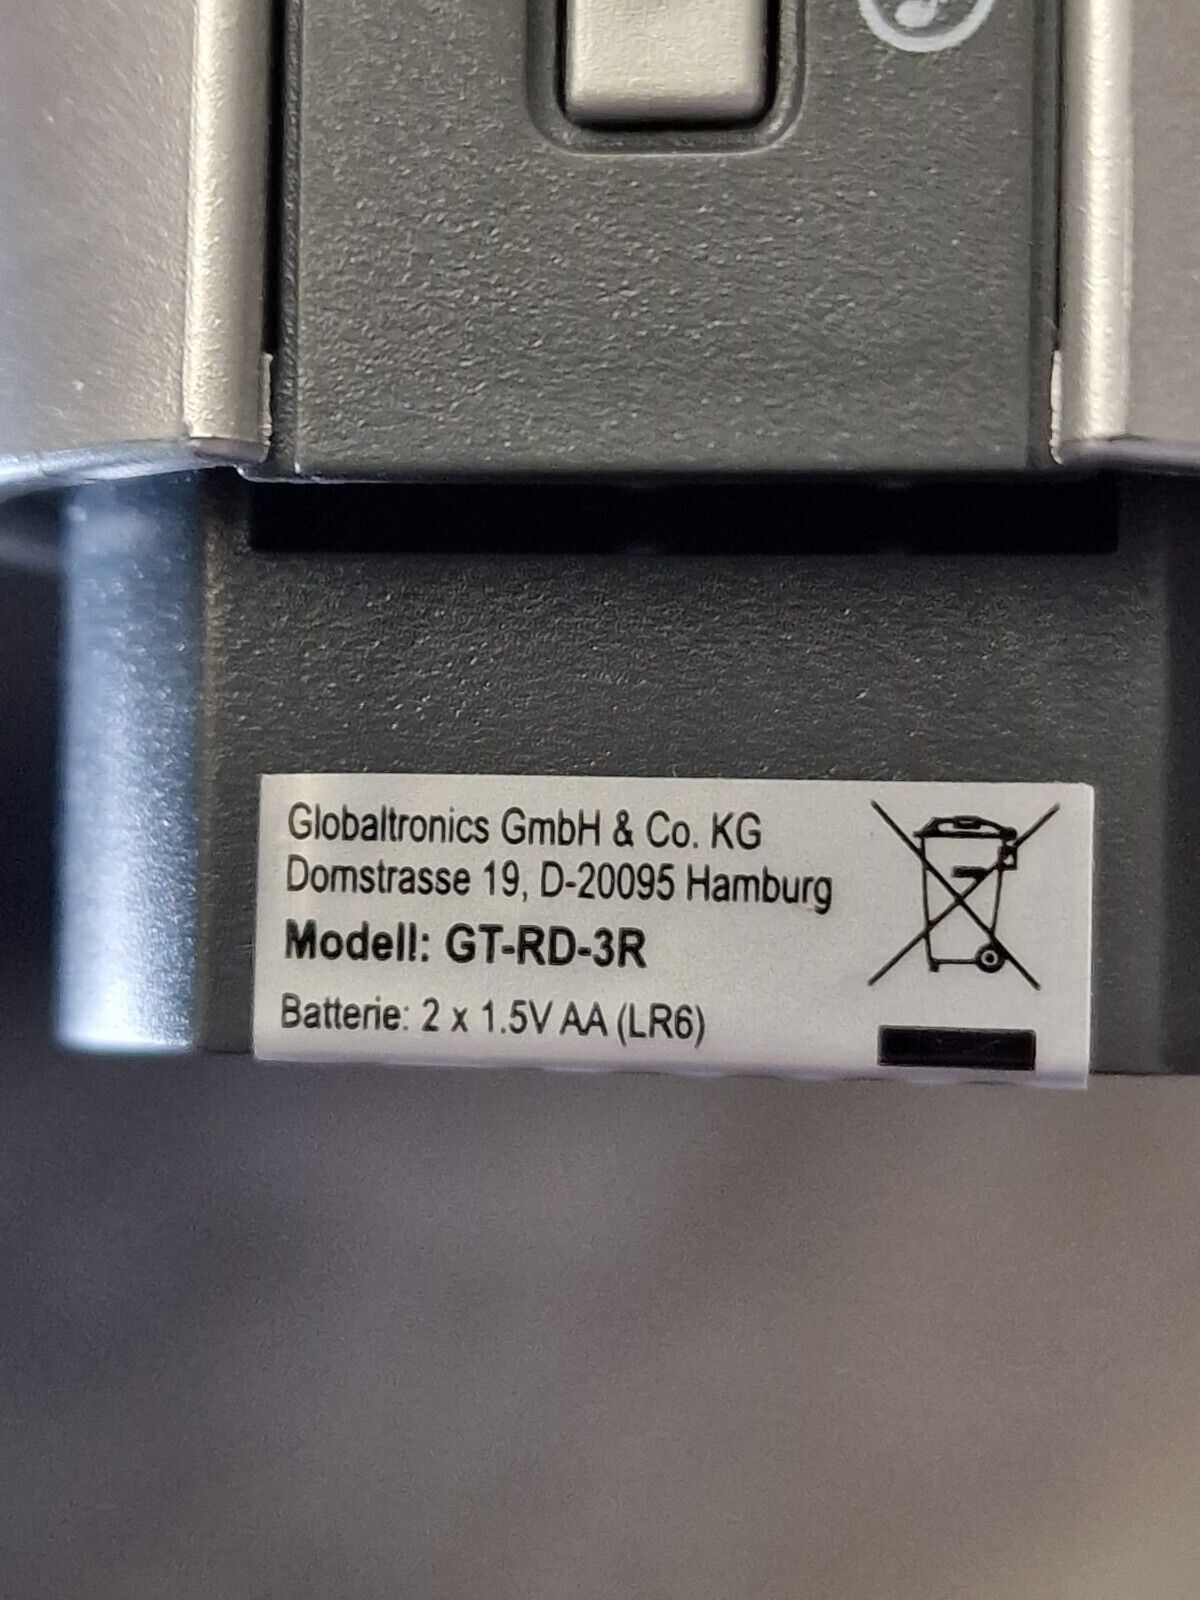 Globaltronics GmbH & Co. KG
Domstrasse 19, D-20095 Hamburg
Modell: GT-RD-3R
Batterie: 2 x 1.5V AA (LR6)